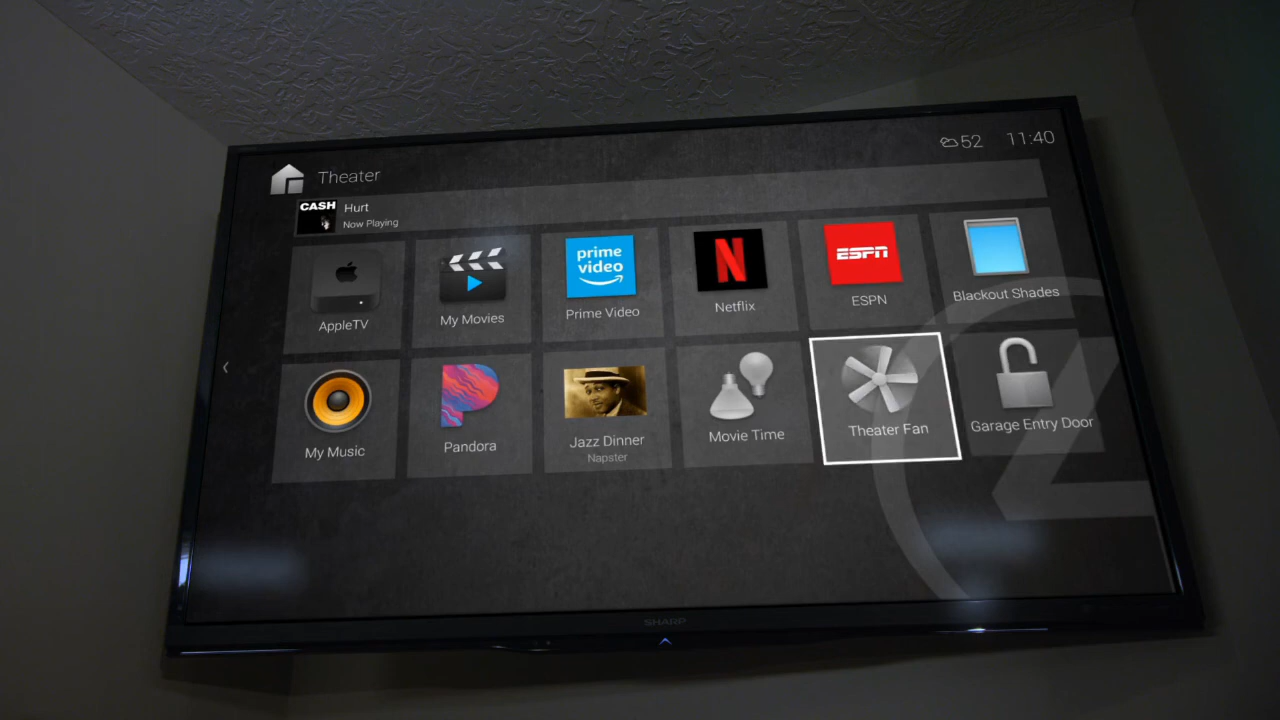 52 11:40
Theater
CASH
Hurt
Now Playing
AppleTV
My Movies
prime
video
Prime Video
N
Netflix
ESPN
ESPN
Blackout Shades
My Music
Pandora
Jazz Dinner
Napster
Movie Time
Theater Fan
Garage Entry Door
SHARP